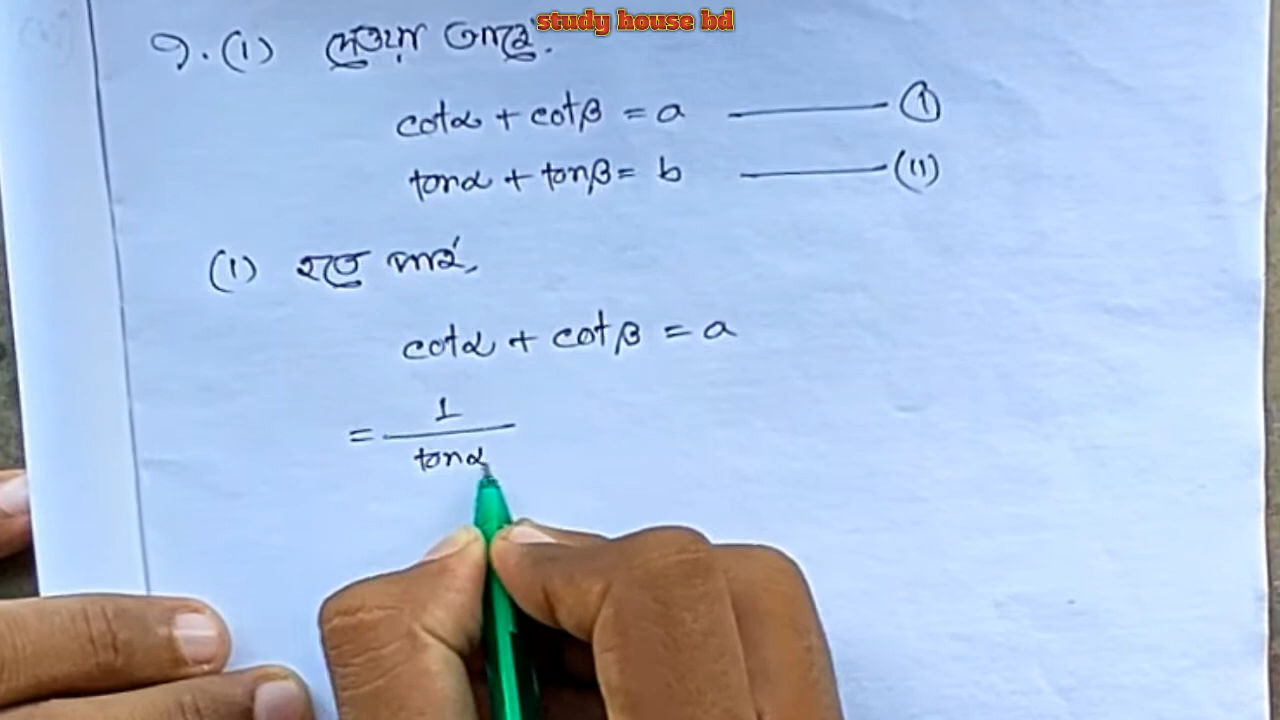 study house bd
৭.(i) দেওয়া আছে.
cotα + cotβ = a ——— (i)
tanα + tanβ = b ——— (ii)
(i) হতে পাই,
cotα + cotβ = a
= 1 / tanα